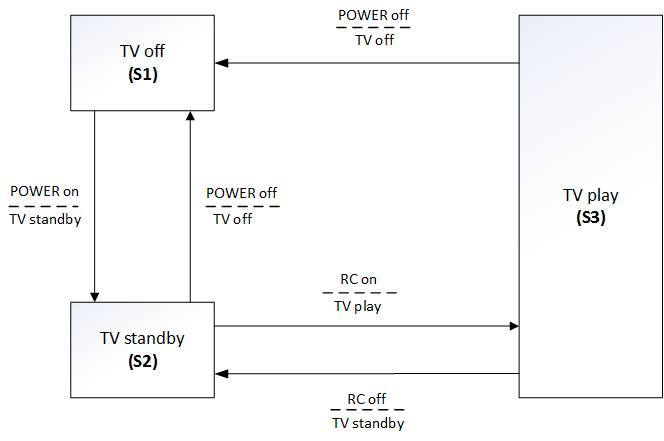 POWER off
TV off
TV off
(S1)
POWER on
TV standby
POWER off
TV off
TV play
(S3)
RC on
TV play
TV standby
(S2)
RC off
TV standby